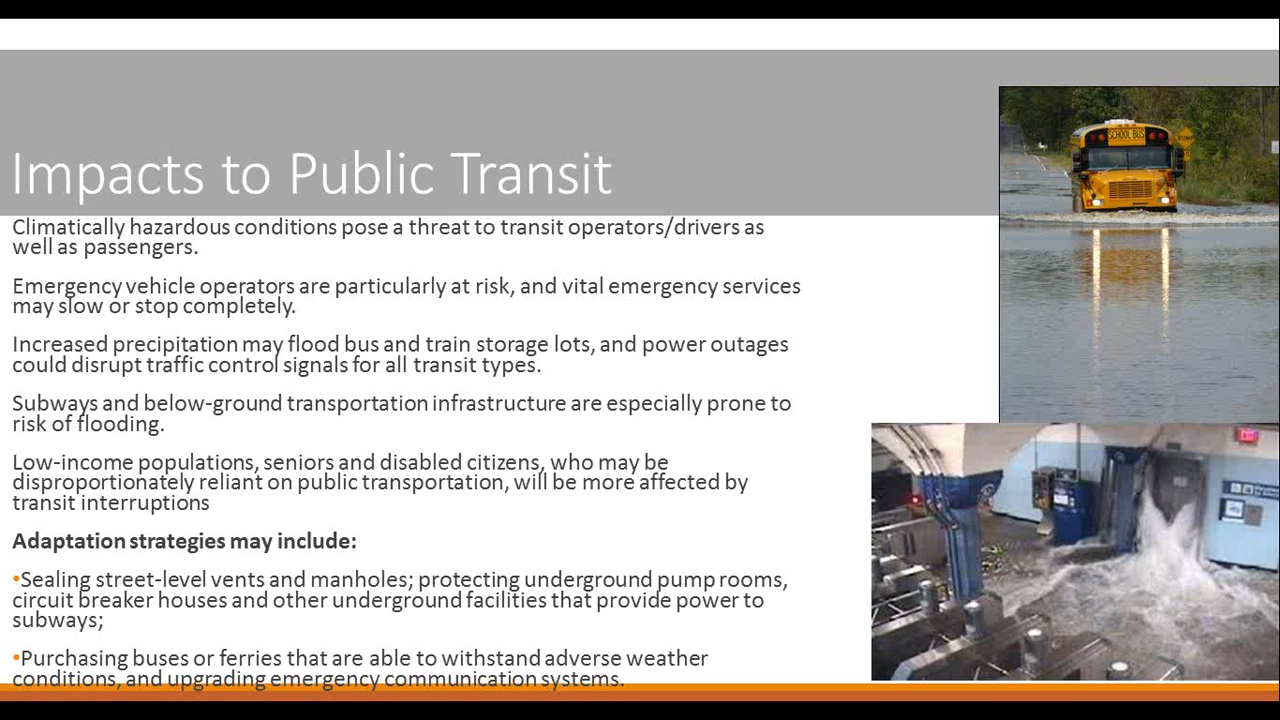 Impacts to Public Transit
Climatically hazardous conditions pose a threat to transit operators/drivers as
well as passengers.
Emergency vehicle operators are particularly at risk, and vital emergency services
may slow or stop completely.
Increased precipitation may flood bus and train storage lots, and power outages
could disrupt traffic control signals for all transit types.
Subways and below-ground transportation infrastructure are especially prone to
risk of flooding.
Low-income populations, seniors and disabled citizens, who may be
disproportionately reliant on public transportation, will be more affected by
transit interruptions
Adaptation strategies may include:
•Sealing street-level vents and manholes; protecting underground pump rooms,
circuit breaker houses and other underground facilities that provide power to
subways;
•Purchasing buses or ferries that are able to withstand adverse weather
conditions, and upgrading emergency communication systems.
SCHOOL BUS